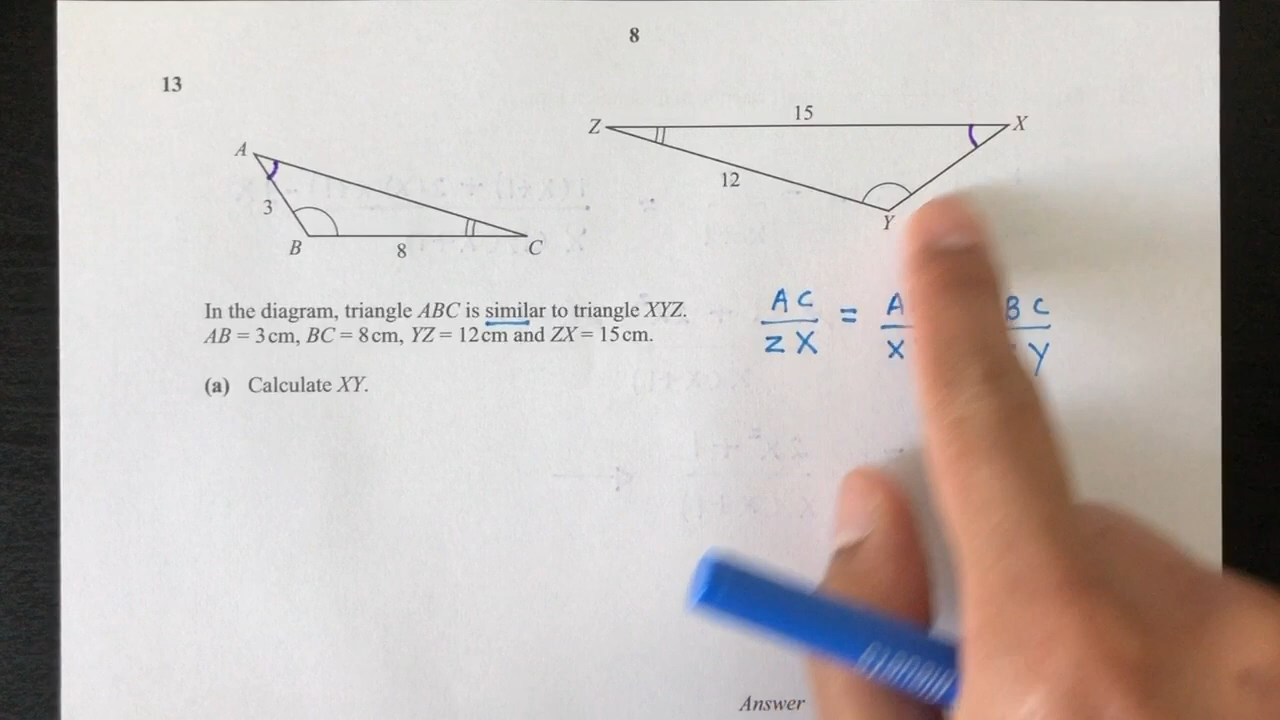 8
13
Z 15 X
A
12
3
Y
B 8 C
In the diagram, triangle ABC is similar to triangle XYZ.
AB = 3 cm, BC = 8 cm, YZ = 12 cm and ZX = 15 cm.
AC = A BC
ZX X Y
(a) Calculate XY.
Answer